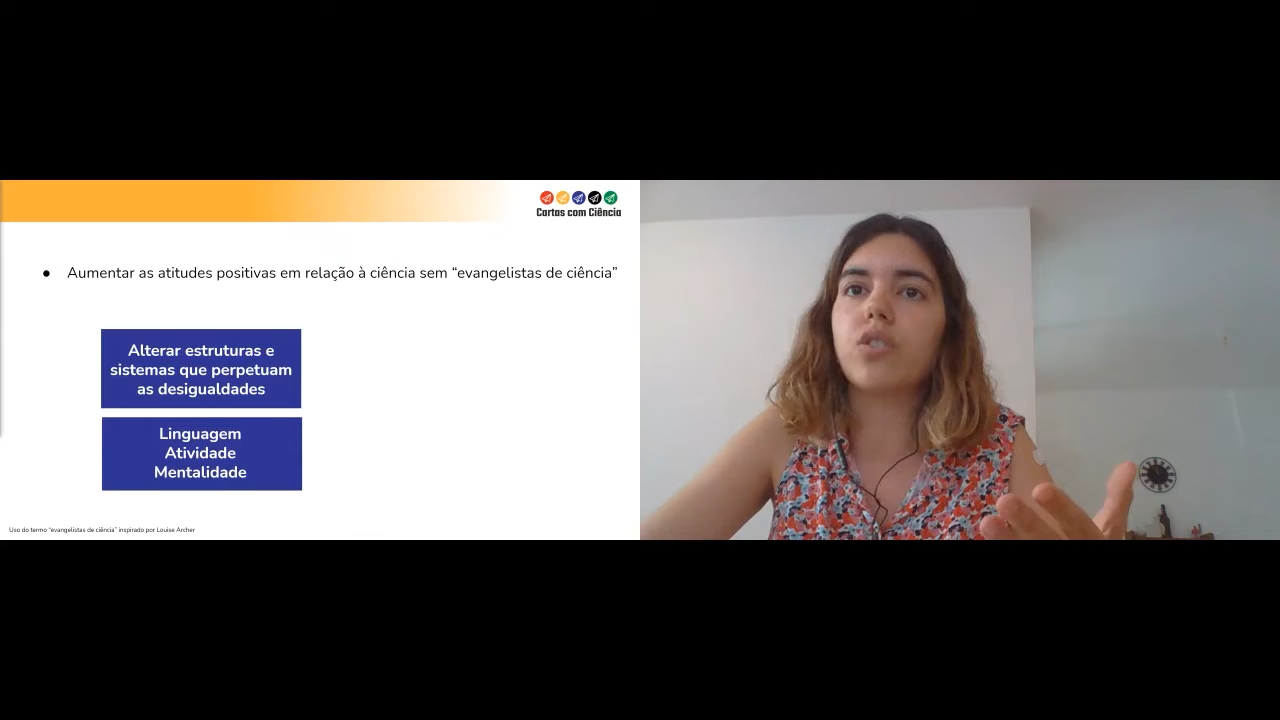 Cartas com Ciência
● Aumentar as atitudes positivas em relação à ciência sem “evangelistas de ciência”
Alterar estruturas e
sistemas que perpetuam
as desigualdades
Linguagem
Atividade
Mentalidade
Uso do termo “evangelistas de ciência” inspirado por Louise Archer